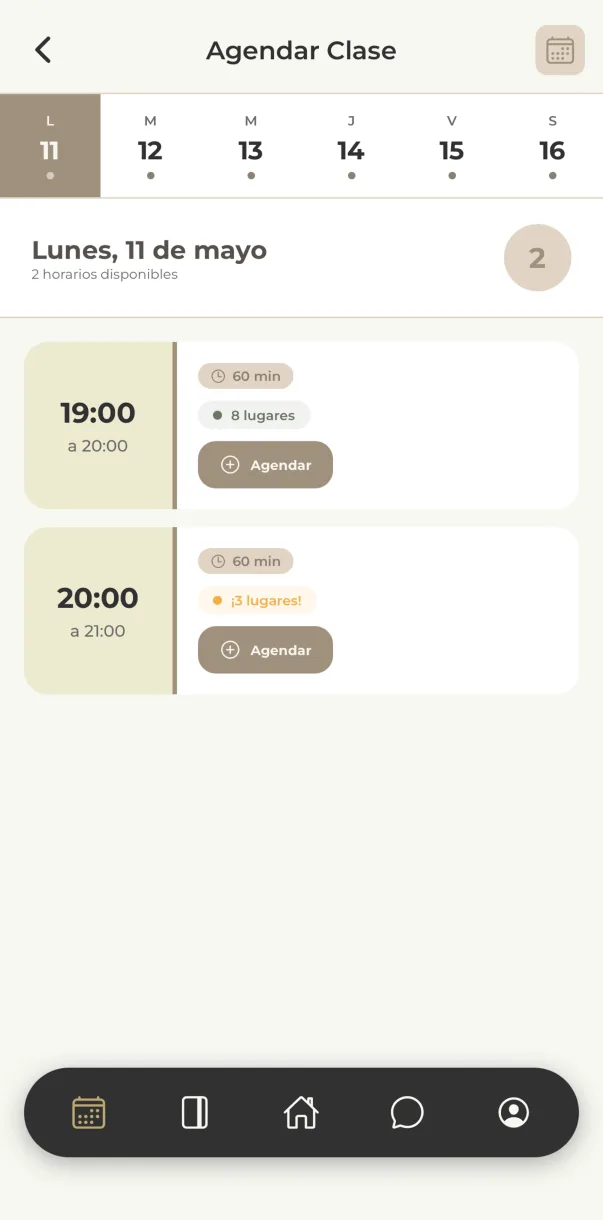 Agendar Clase
L M M J V S
11 12 13 14 15 16
Lunes, 11 de mayo
2 horarios disponibles
2
19:00
a 20:00
60 min
8 lugares
Agendar
20:00
a 21:00
60 min
¡3 lugares!
Agendar